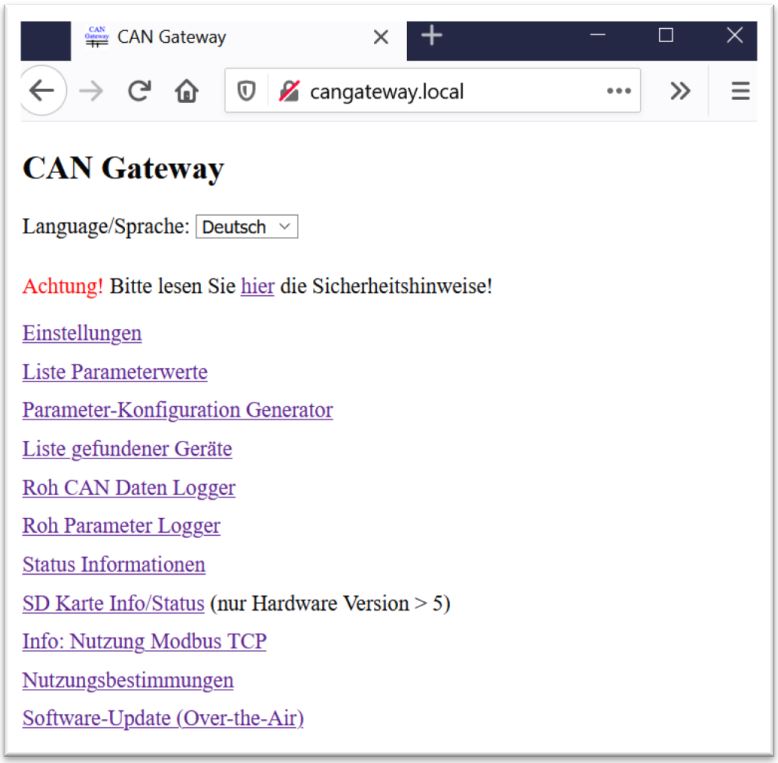 CAN Gateway
CAN Gateway
cangateway.local
CAN Gateway
Language/Sprache: Deutsch
Achtung! Bitte lesen Sie hier die Sicherheitshinweise!
Einstellungen
Liste Parameterwerte
Parameter-Konfiguration Generator
Liste gefundener Geräte
Roh CAN Daten Logger
Roh Parameter Logger
Status Informationen
SD Karte Info/Status (nur Hardware Version > 5)
Info: Nutzung Modbus TCP
Nutzungsbestimmungen
Software-Update (Over-the-Air)